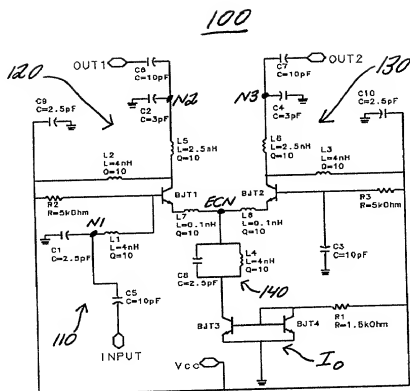 100
OUT1
C6
C=10pF
C7
C=10pF
OUT2
120
130
N2
N3
C9
C=2.5pF
C2
C=3pF
C4
C=3pF
C10
C=2.5pF
L5
L=2.5nH
Q=10
L6
L=2.5nH
Q=10
L2
L=4nH
Q=10
L3
L=4nH
Q=10
BJT1
ECN
BJT2
R2
R=5kOhm
R3
R=5kOhm
L7
L=0.1nH
Q=10
L8
L=0.1nH
Q=10
N1
C1
C=2.5pF
L1
L=4nH
Q=10
L4
L=4nH
Q=10
C3
C=10pF
C8
C=2.5pF
C5
C=10pF
140
110
R1
R=1.5kOhm
BJT3
BJT4
INPUT
Vcc
I0